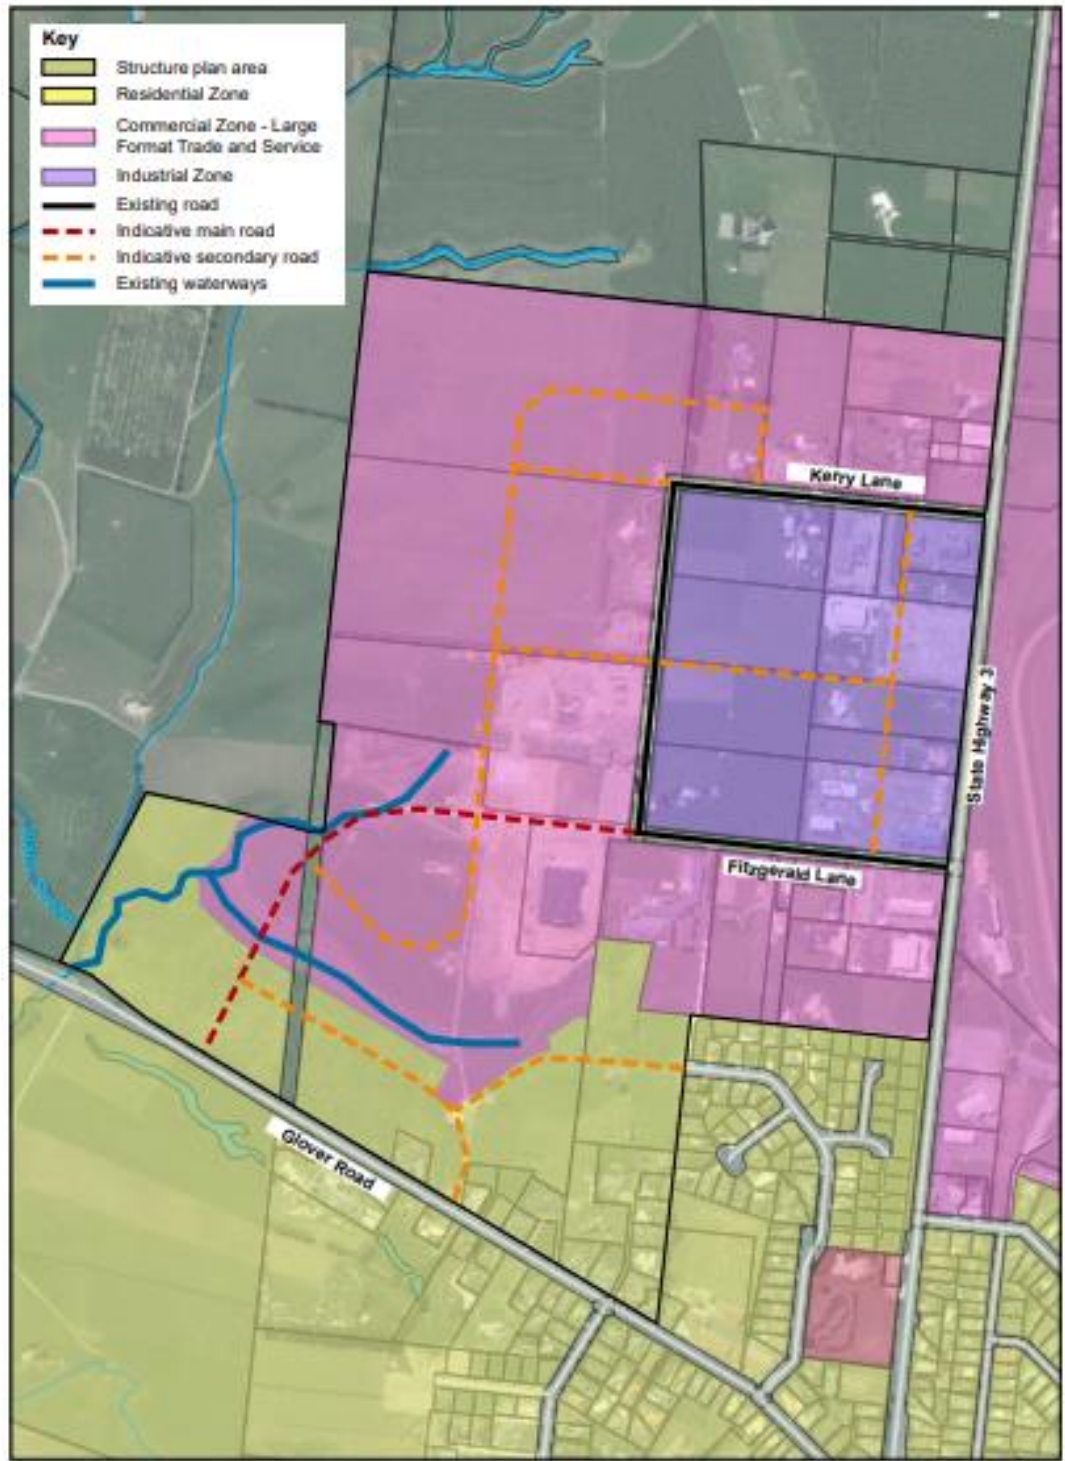 Key
Structure plan area
Residential Zone
Commercial Zone - Large
Format Trade and Service
Industrial Zone
Existing road
Indicative main road
Indicative secondary road
Existing waterways
Kerry Lane
State Highway 3
Fitzgerald Lane
Glover Road